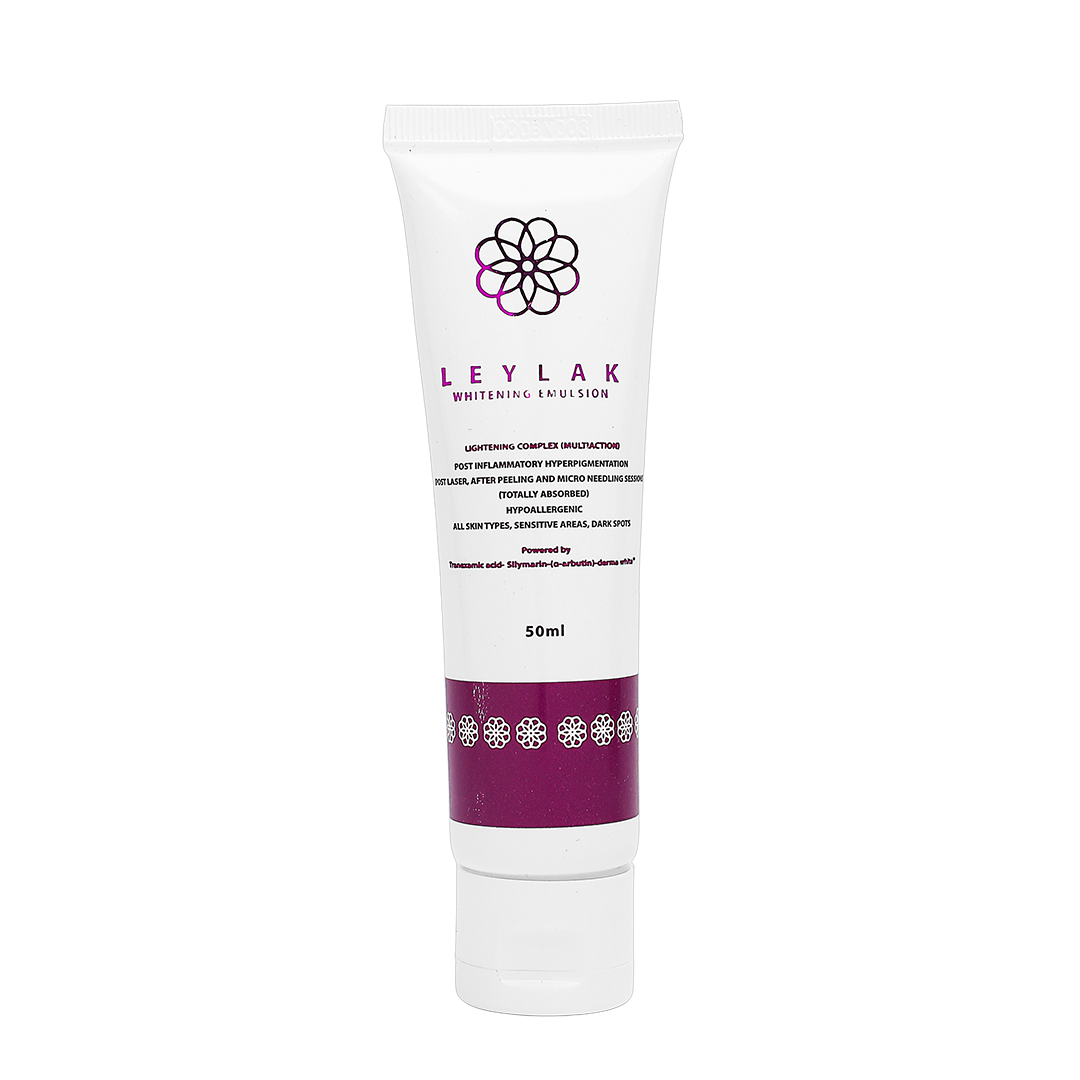 LEYLAK
WHITENING EMULSION
LIGHTENING COMPLEX (MULTIACTION)
POST INFLAMMATORY HYPERPIGMENTATION
POST LASER, AFTER PEELING AND MICRO NEEDLING SESSIONS
(TOTALLY ABSORBED)
HYPOALLERGENIC
ALL SKIN TYPES, SENSITIVE AREAS, DARK SPOTS
Powered by
Tranexamic acid- Silymarin-(α-arbutin)-derma white"
50ml